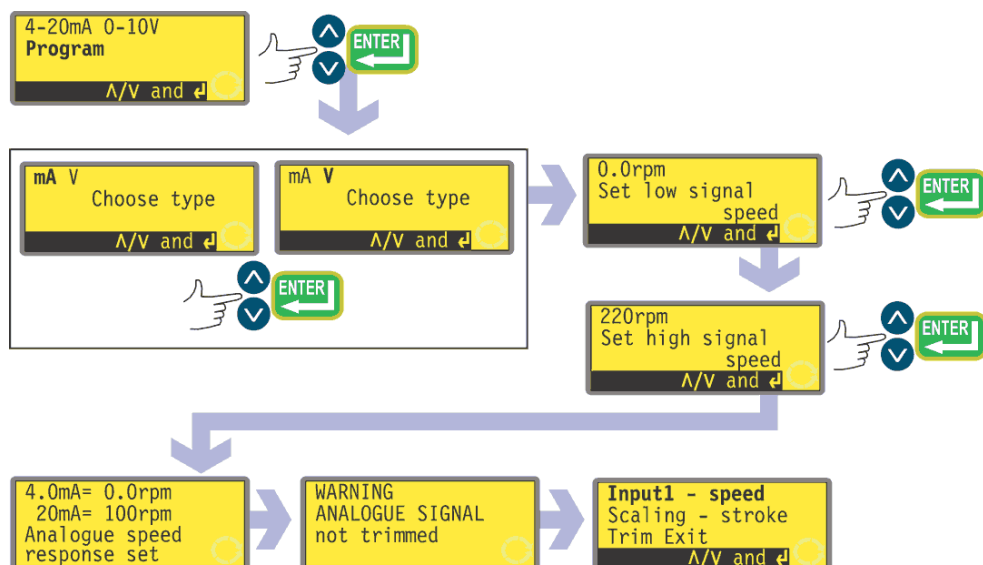 4-20mA 0-10V
Program
Λ/V and ↲
ENTER
mA V
Choose type
Λ/V and ↲
mA V
Choose type
Λ/V and ↲
ENTER
0.0rpm
Set low signal
speed
Λ/V and ↲
ENTER
220rpm
Set high signal
speed
Λ/V and ↲
ENTER
4.0mA= 0.0rpm
20mA= 100rpm
Analogue speed
response set
WARNING
ANALOGUE SIGNAL
not trimmed
Input1 - speed
Scaling - stroke
Trim Exit
Λ/V and ↲